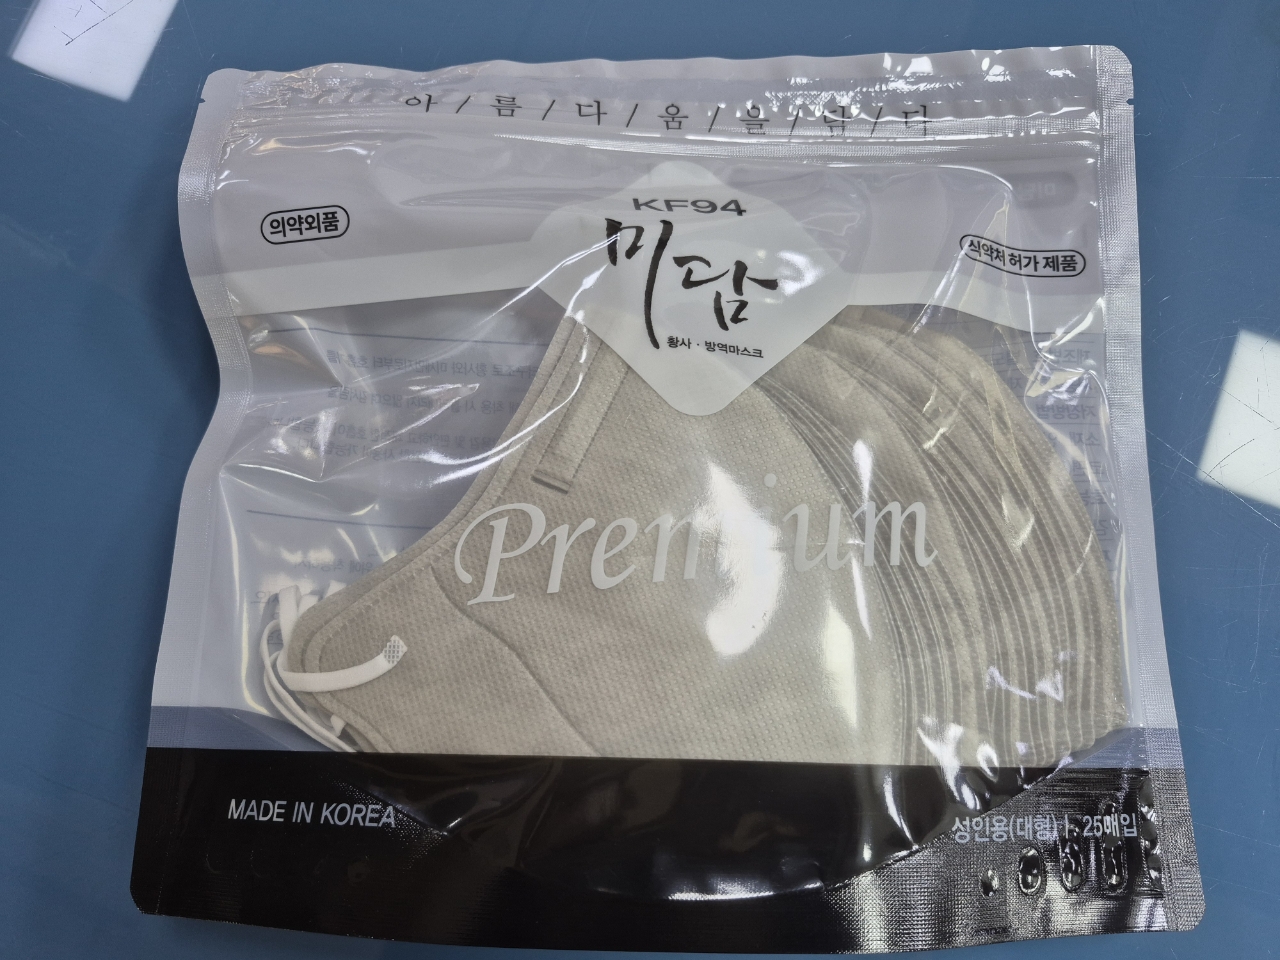 아 / 름 / 다 / 움 / 을 / 담 / 다
의약외품
KF94
미담
황사 · 방역마스크
식약처 허가 제품
Premium
MADE IN KOREA
성인용(대형) | 25매입